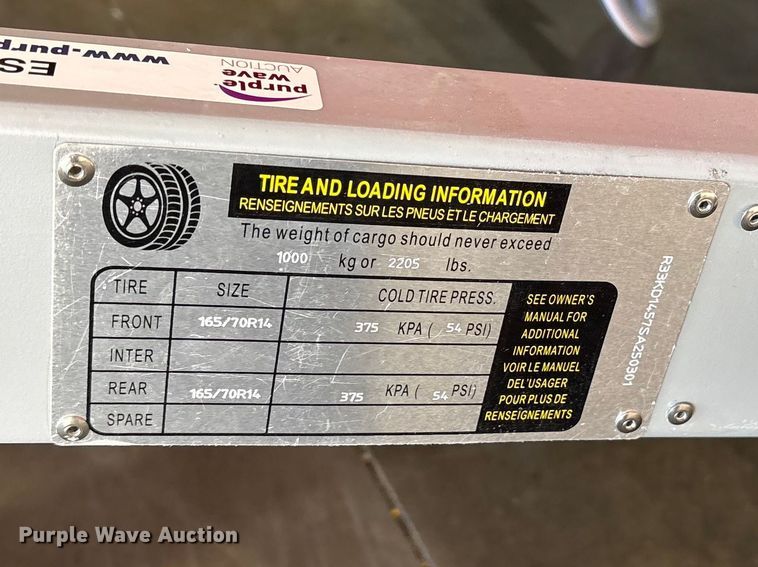 ES
www.purp
purple
wave
AUCTION
TIRE AND LOADING INFORMATION
RENSEIGNEMENTS SUR LES PNEUS ET LE CHARGEMENT
The weight of cargo should never exceed
1000 kg or 2205 lbs.
TIRE SIZE COLD TIRE PRESS.
FRONT 165/70R14 375 KPA ( 54 PSI)
INTER
REAR 165/70R14 375 KPA ( 54 PSI)
SPARE
SEE OWNER'S
MANUAL FOR
ADDITIONAL
INFORMATION
VOIR LE MANUEL
DEL'USAGER
POUR PLUS DE
RENSEIGNEMENTS
R33KD1451SA250301
Purple Wave Auction